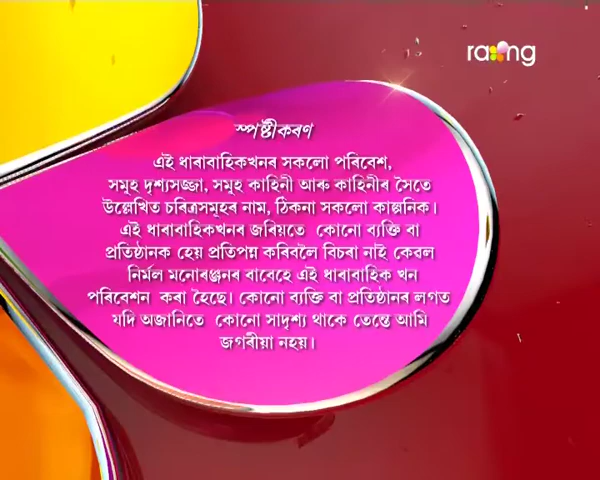 rang
স্পষ্টীকৰণ
এই ধাৰাবাহিকখনৰ সকলো পৰিবেশ,
সমূহ দৃশ্যসজ্জা, সমূহ কাহিনী আৰু কাহিনীৰ সৈতে
উল্লেখিত চৰিত্ৰসমূহৰ নাম, ঠিকনা সকলো কাল্পনিক।
এই ধাৰাবাহিকখনৰ জৰিয়তে কোনো ব্যক্তি বা
প্ৰতিষ্ঠানক হেয় প্ৰতিপন্ন কৰিবলৈ বিচৰা নাই কেৱল
নিৰ্মল মনোৰঞ্জনৰ বাবেহে এই ধাৰাবাহিক খন
পৰিবেশন কৰা হৈছে। কোনো ব্যক্তি বা প্ৰতিষ্ঠানৰ লগত
যদি অজানিতে কোনো সাদৃশ্য থাকে তেন্তে আমি
জগৰীয়া নহয়।